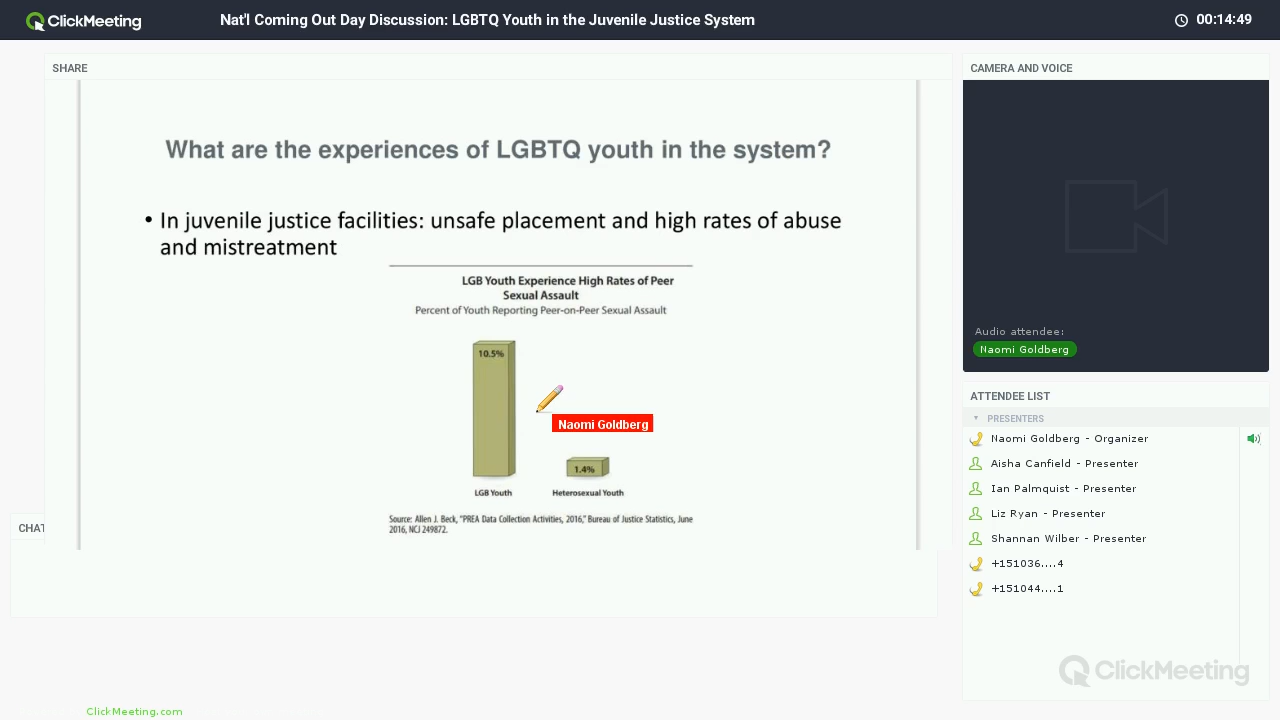 ClickMeeting
Nat'l Coming Out Day Discussion: LGBTQ Youth in the Juvenile Justice System
00:14:49
SHARE
What are the experiences of LGBTQ youth in the system?
• In juvenile justice facilities: unsafe placement and high rates of abuse
and mistreatment
LGB Youth Experience High Rates of Peer
Sexual Assault
Percent of Youth Reporting Peer-on-Peer Sexual Assault
10.5%
Naomi Goldberg
1.4%
LGB Youth
Heterosexual Youth
Source: Allen J. Beck, "PREA Data Collection Activities, 2016," Bureau of Justice Statistics, June
2016, NCJ 249872.
CHAT
CAMERA AND VOICE
Audio attendee:
Naomi Goldberg
ATTENDEE LIST
PRESENTERS
Naomi Goldberg - Organizer
Aisha Canfield - Presenter
Ian Palmquist - Presenter
Liz Ryan - Presenter
Shannan Wilber - Presenter
+151036....4
+151044....1
ClickMeeting
ClickMeeting.com